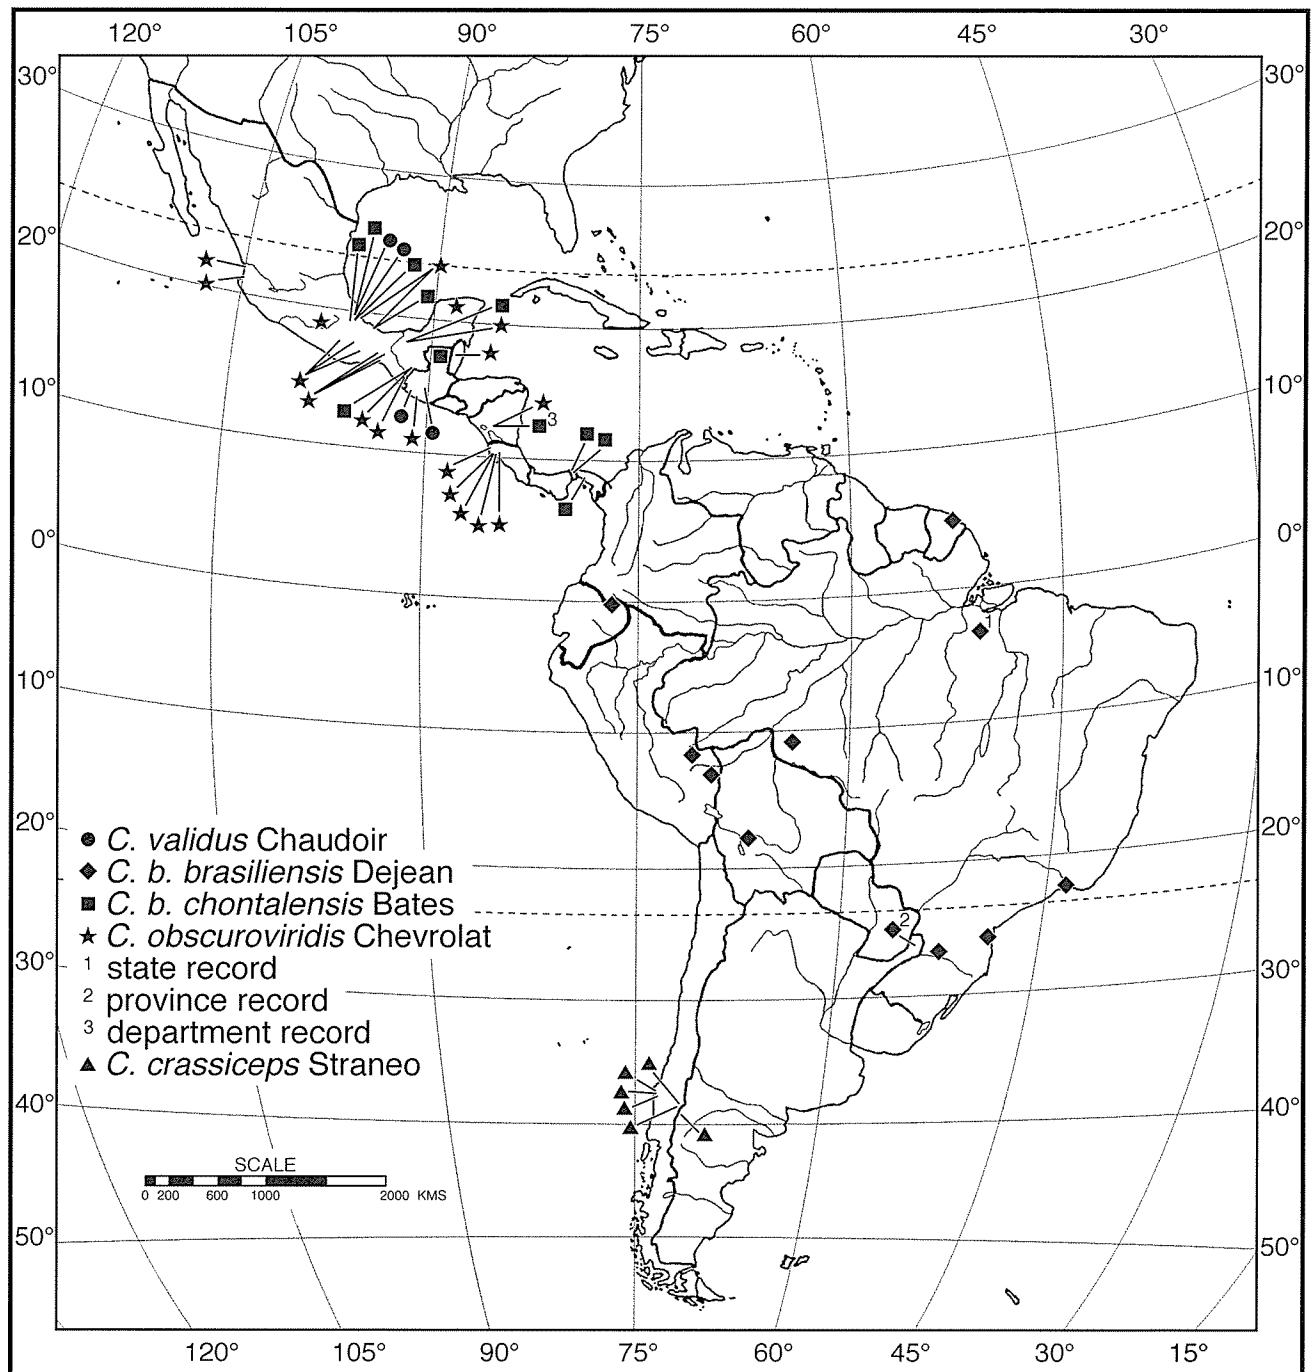 120° 105° 90° 75° 60° 45° 30°
30° 30°
20° 20°
10° 10°
3
0° 0°
1
10° 10°
20° 20°
C. validus Chaudoir
C. b. brasiliensis Dejean
C. b. chontalensis Bates
2
C. obscuroviridis Chevrolat
30° 1 state record 30°
2 province record
3 department record
C. crassiceps Straneo
40° 40°
SCALE
0 200 600 1000 2000 KMS
50° 50°
120° 105° 90° 75° 60° 45° 30° 15°